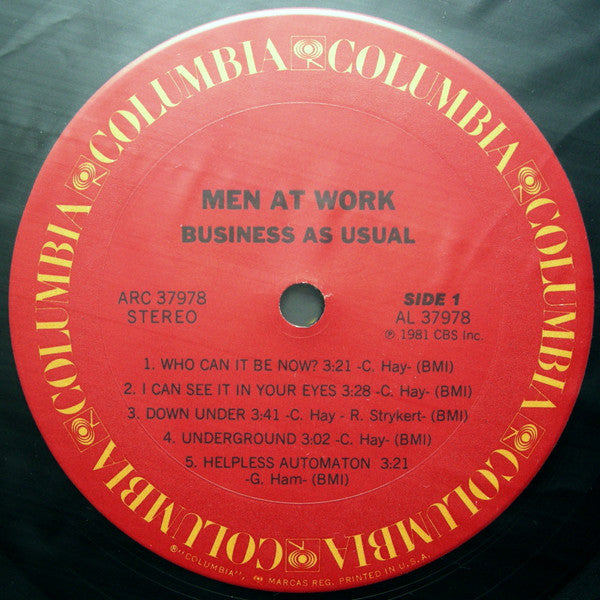 COLUMBIA COLUMBIA COLUMBIA COLUMBIA COLUMBIA COLUMBIA COLUMBIA COLUMBIA
MEN AT WORK
BUSINESS AS USUAL
ARC 37978
STEREO
SIDE 1
AL 37978
℗ 1981 CBS Inc.
1. WHO CAN IT BE NOW? 3:21 -C. Hay- (BMI)
2. I CAN SEE IT IN YOUR EYES 3:28 -C. Hay- (BMI)
3. DOWN UNDER 3:41 -C. Hay - R. Strykert- (BMI)
4. UNDERGROUND 3:02 -C. Hay- (BMI)
5. HELPLESS AUTOMATON 3:21
-G. Ham- (BMI)
®"COLUMBIA", MARCAS REG. PRINTED IN U.S.A.